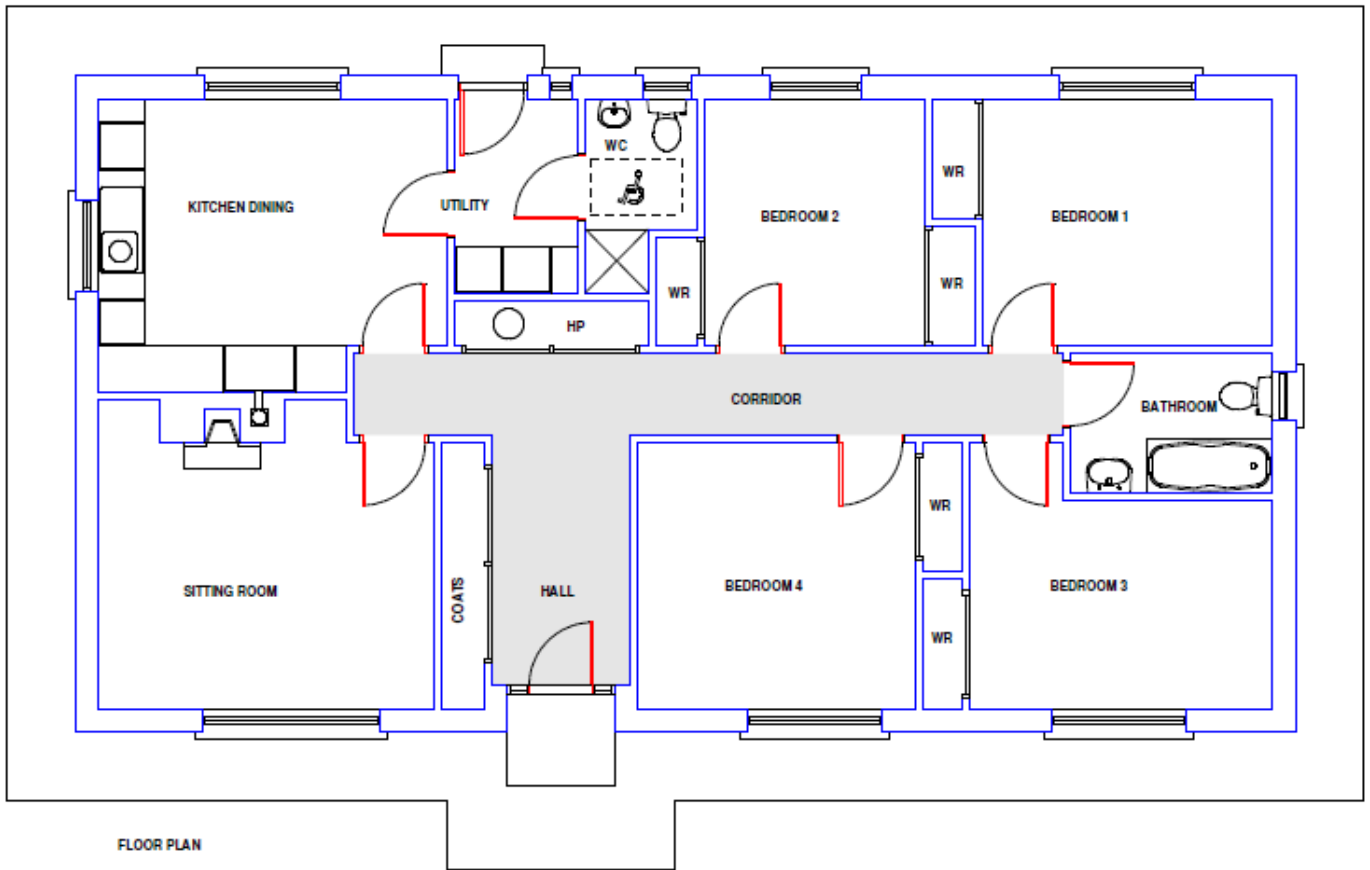 WC
WR
KITCHEN DINING
UTILITY
BEDROOM 2
BEDROOM 1
WR
WR
HP
CORRIDOR
BATHROOM
WR
SITTING ROOM
COATS
HALL
BEDROOM 4
BEDROOM 3
WR
FLOOR PLAN